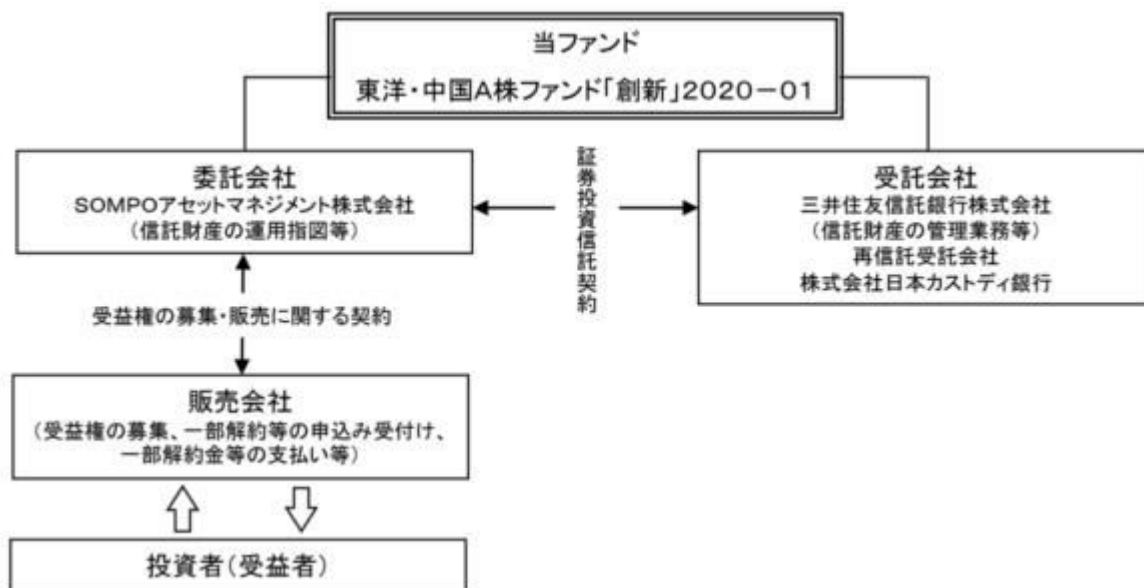 当ファンド
東洋・中国A株ファンド「創新」2020－01
委託会社
SOMPOアセットマネジメント株式会社
（信託財産の運用指図等）
証券投資信託契約
受託会社
三井住友信託銀行株式会社
（信託財産の管理業務等）
再信託受託会社
株式会社日本カストディ銀行
受益権の募集・販売に関する契約
販売会社
（受益権の募集、一部解約等の申込み受付け、
一部解約金等の支払い等）
投資者（受益者）